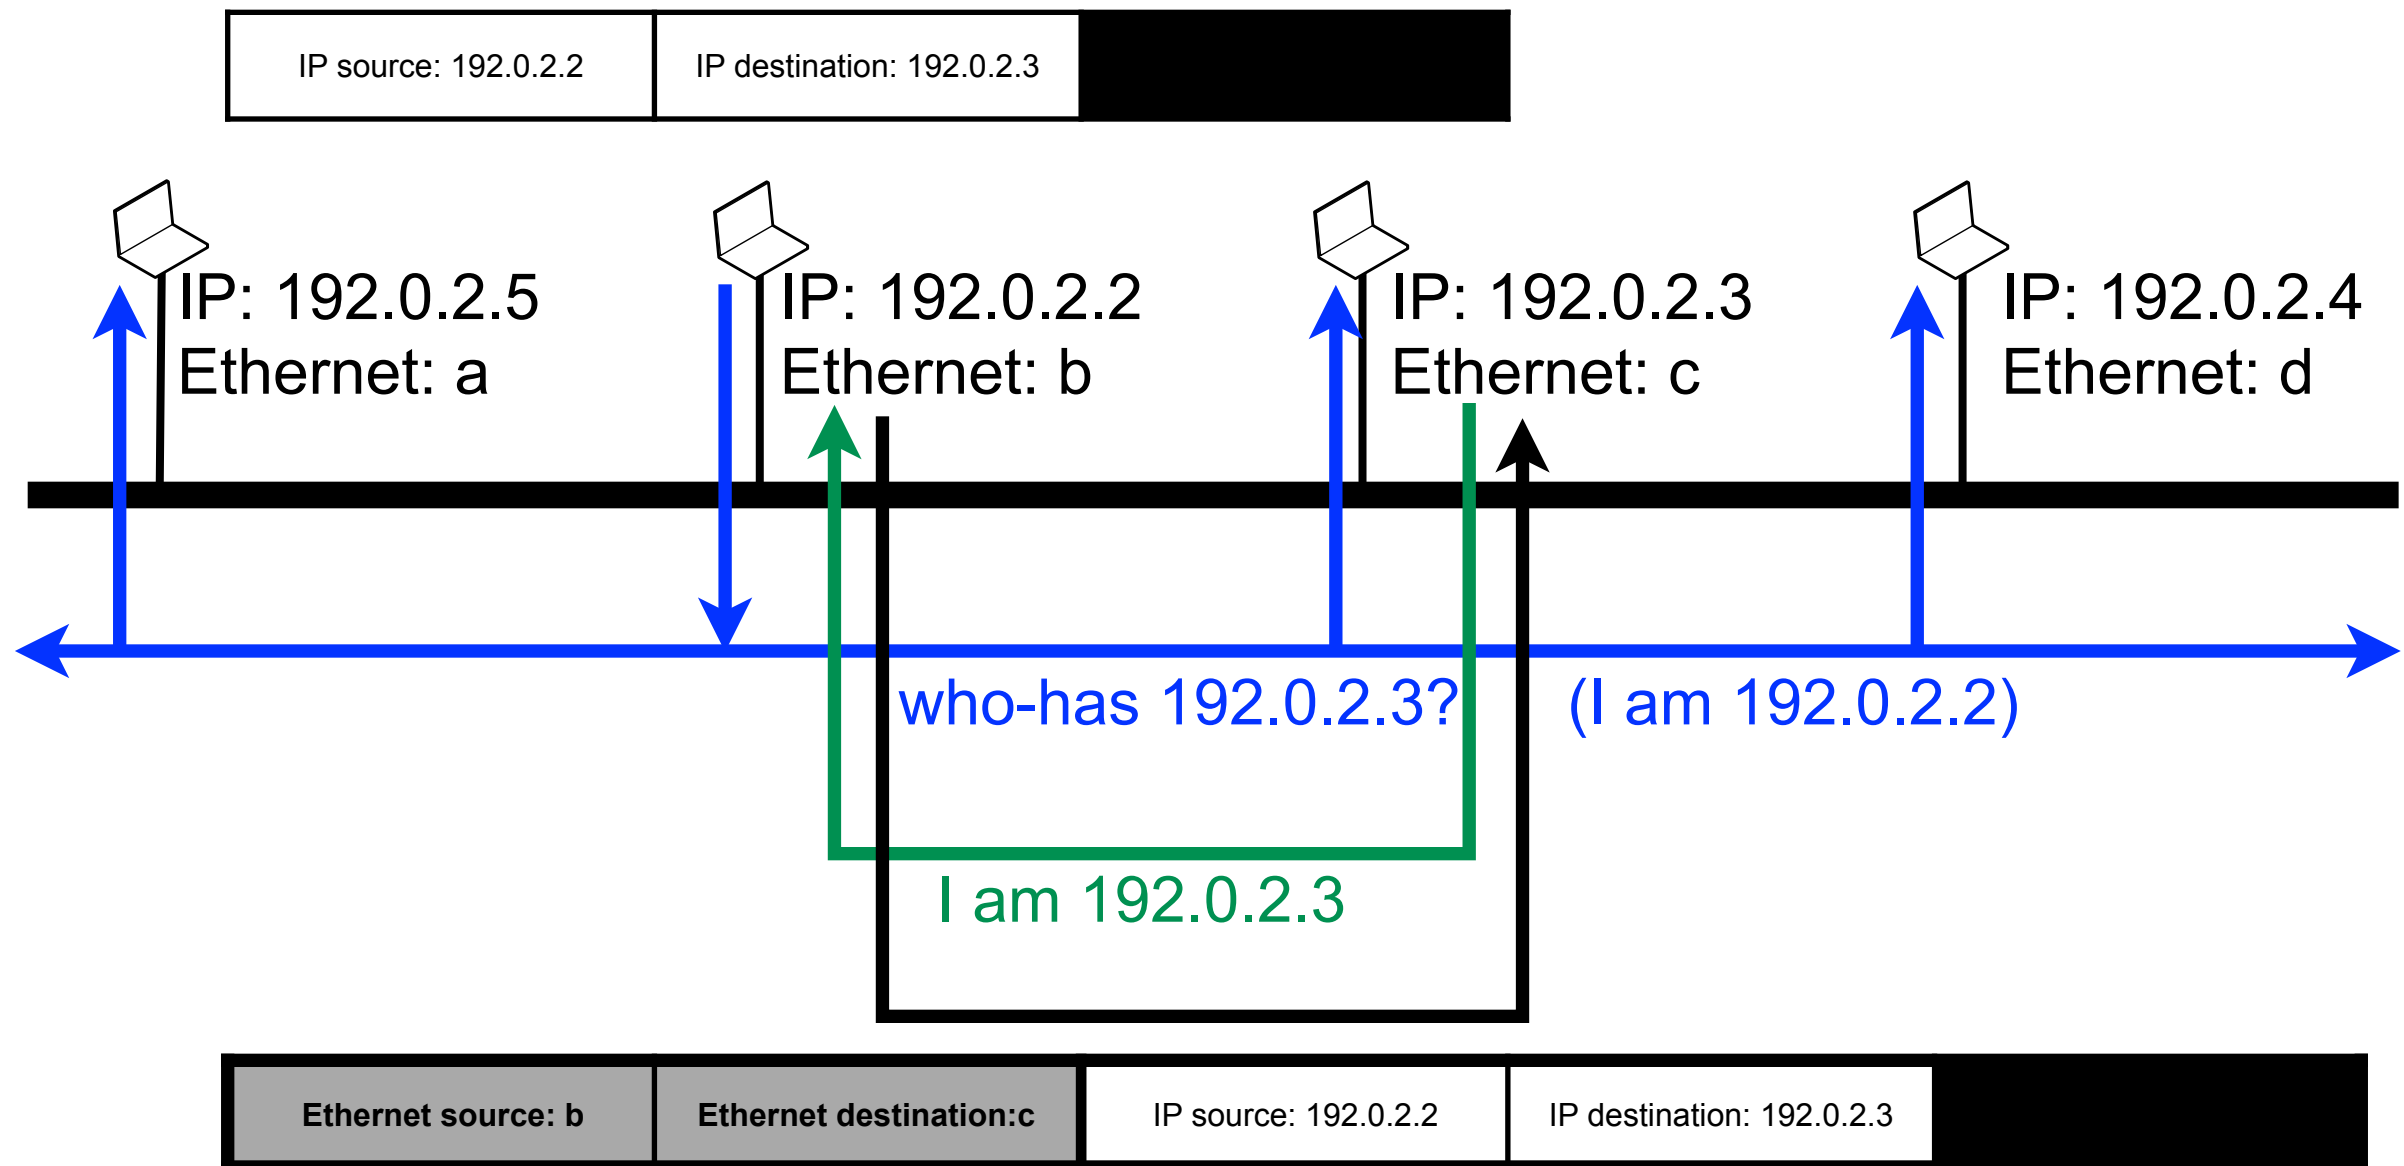 IP source: 192.0.2.2
IP destination: 192.0.2.3
IP: 192.0.2.5
Ethernet: a
IP: 192.0.2.2
Ethernet: b
IP: 192.0.2.3
Ethernet: c
IP: 192.0.2.4
Ethernet: d
who-has 192.0.2.3?
(I am 192.0.2.2)
I am 192.0.2.3
Ethernet source: b
Ethernet destination:c
IP source: 192.0.2.2
IP destination: 192.0.2.3